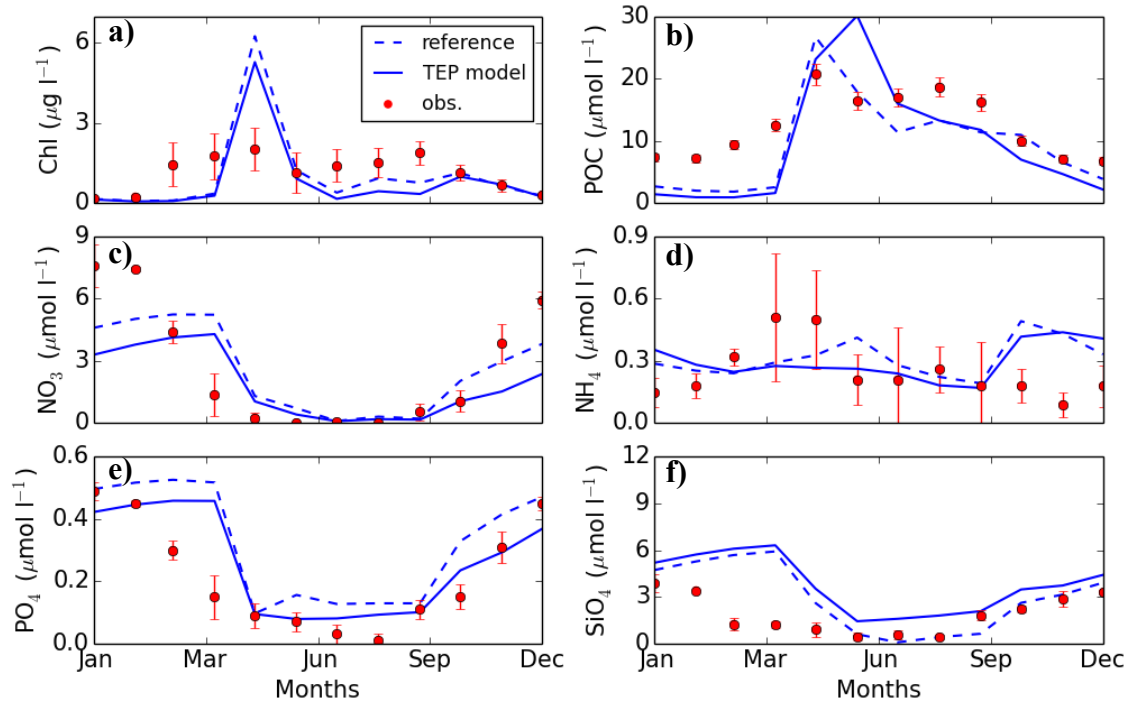 a)
reference
TEP model
obs.
Chl (μg l⁻¹)
6
3
0
b)
POC (μmol l⁻¹)
30
20
10
0
c)
NO₃ (μmol l⁻¹)
9
6
3
0
d)
NH₄ (μmol l⁻¹)
0.9
0.6
0.3
0.0
e)
PO₄ (μmol l⁻¹)
0.6
0.4
0.2
0.0
Jan Mar Jun Sep Dec
Months
f)
SiO₄ (μmol l⁻¹)
12
9
6
3
0
Jan Mar Jun Sep Dec
Months